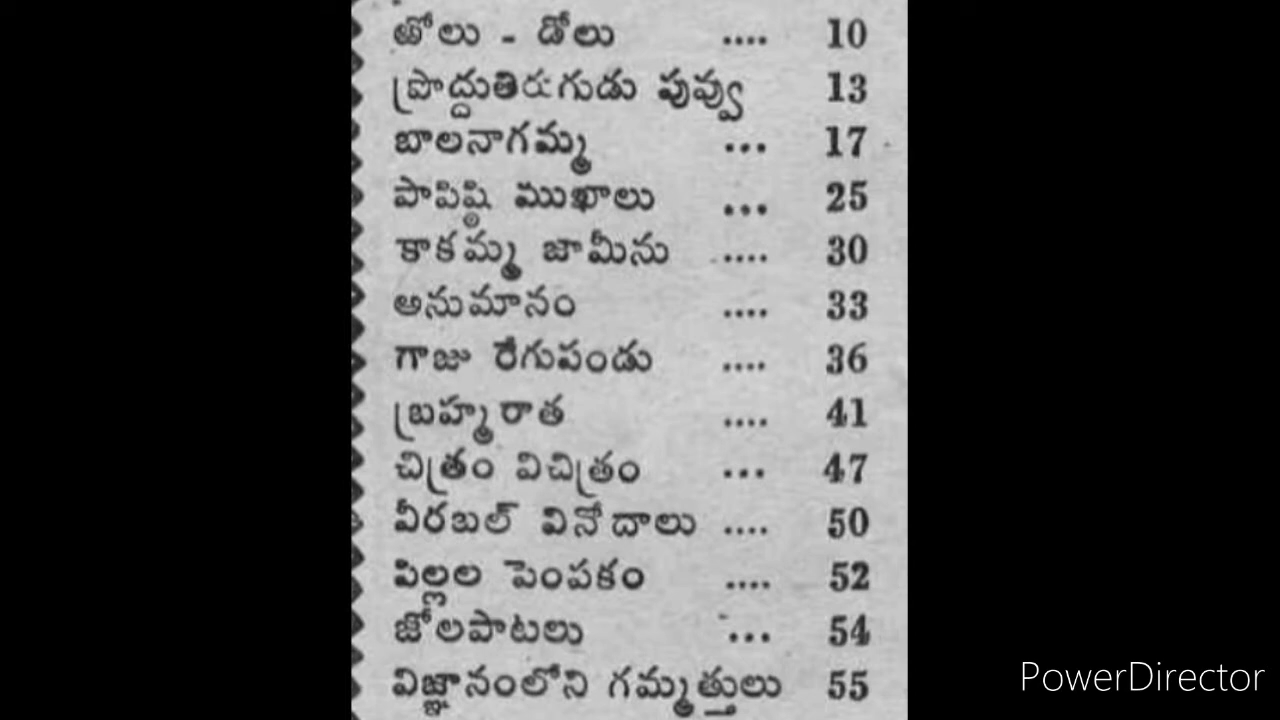 తోలు - డోలు .... 10
ప్రొద్దుతిరుగుడు పువ్వు 13
బాలనాగమ్మ ... 17
పాపిష్ఠి ముఖాలు ... 25
కాకమ్మ జామీను .... 30
అనుమానం .... 33
గాజు రేగుపండు .... 36
బ్రహ్మరాత .... 41
చిత్రం విచిత్రం ... 47
వీరబల్ వినోదాలు .... 50
పిల్లల పెంపకం .... 52
జోలపాటలు ... 54
విజ్ఞానంలోని గమ్మత్తులు 55
PowerDirector